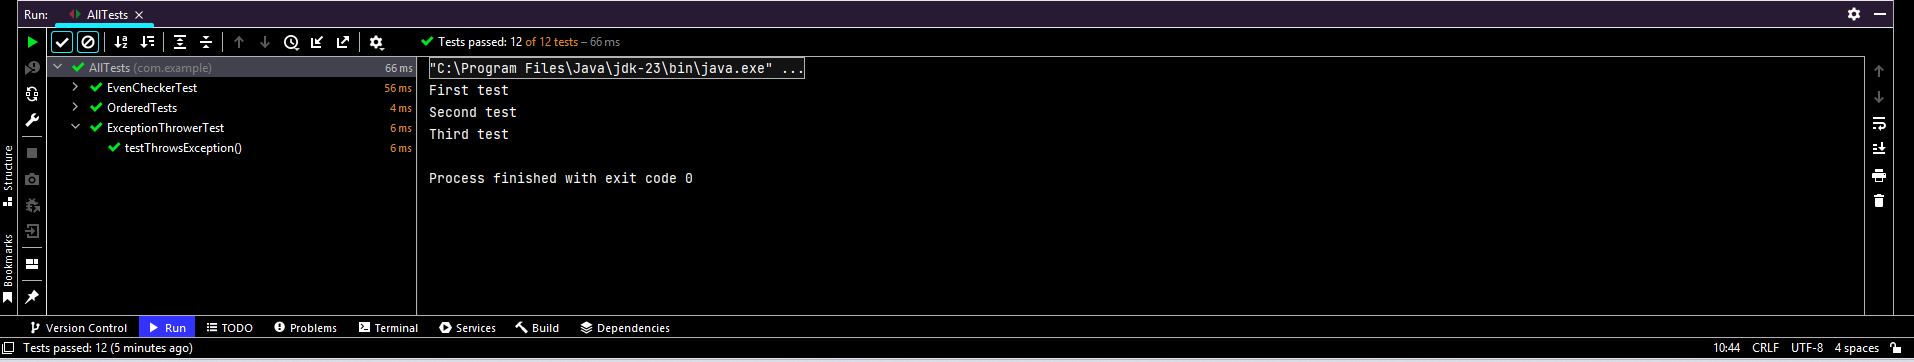 Run: AllTests
Tests passed: 12 of 12 tests – 66 ms
AllTests (com.example) 66 ms
EvenCheckerTest 56 ms
OrderedTests 4 ms
ExceptionThrowerTest 6 ms
testThrowsException() 6 ms
"C:\Program Files\Java\jdk-23\bin\java.exe" ...
First test
Second test
Third test
Process finished with exit code 0
Structure
Bookmarks
Version Control Run TODO Problems Terminal Services Build Dependencies
Tests passed: 12 (5 minutes ago) 10:44 CRLF UTF-8 4 spaces